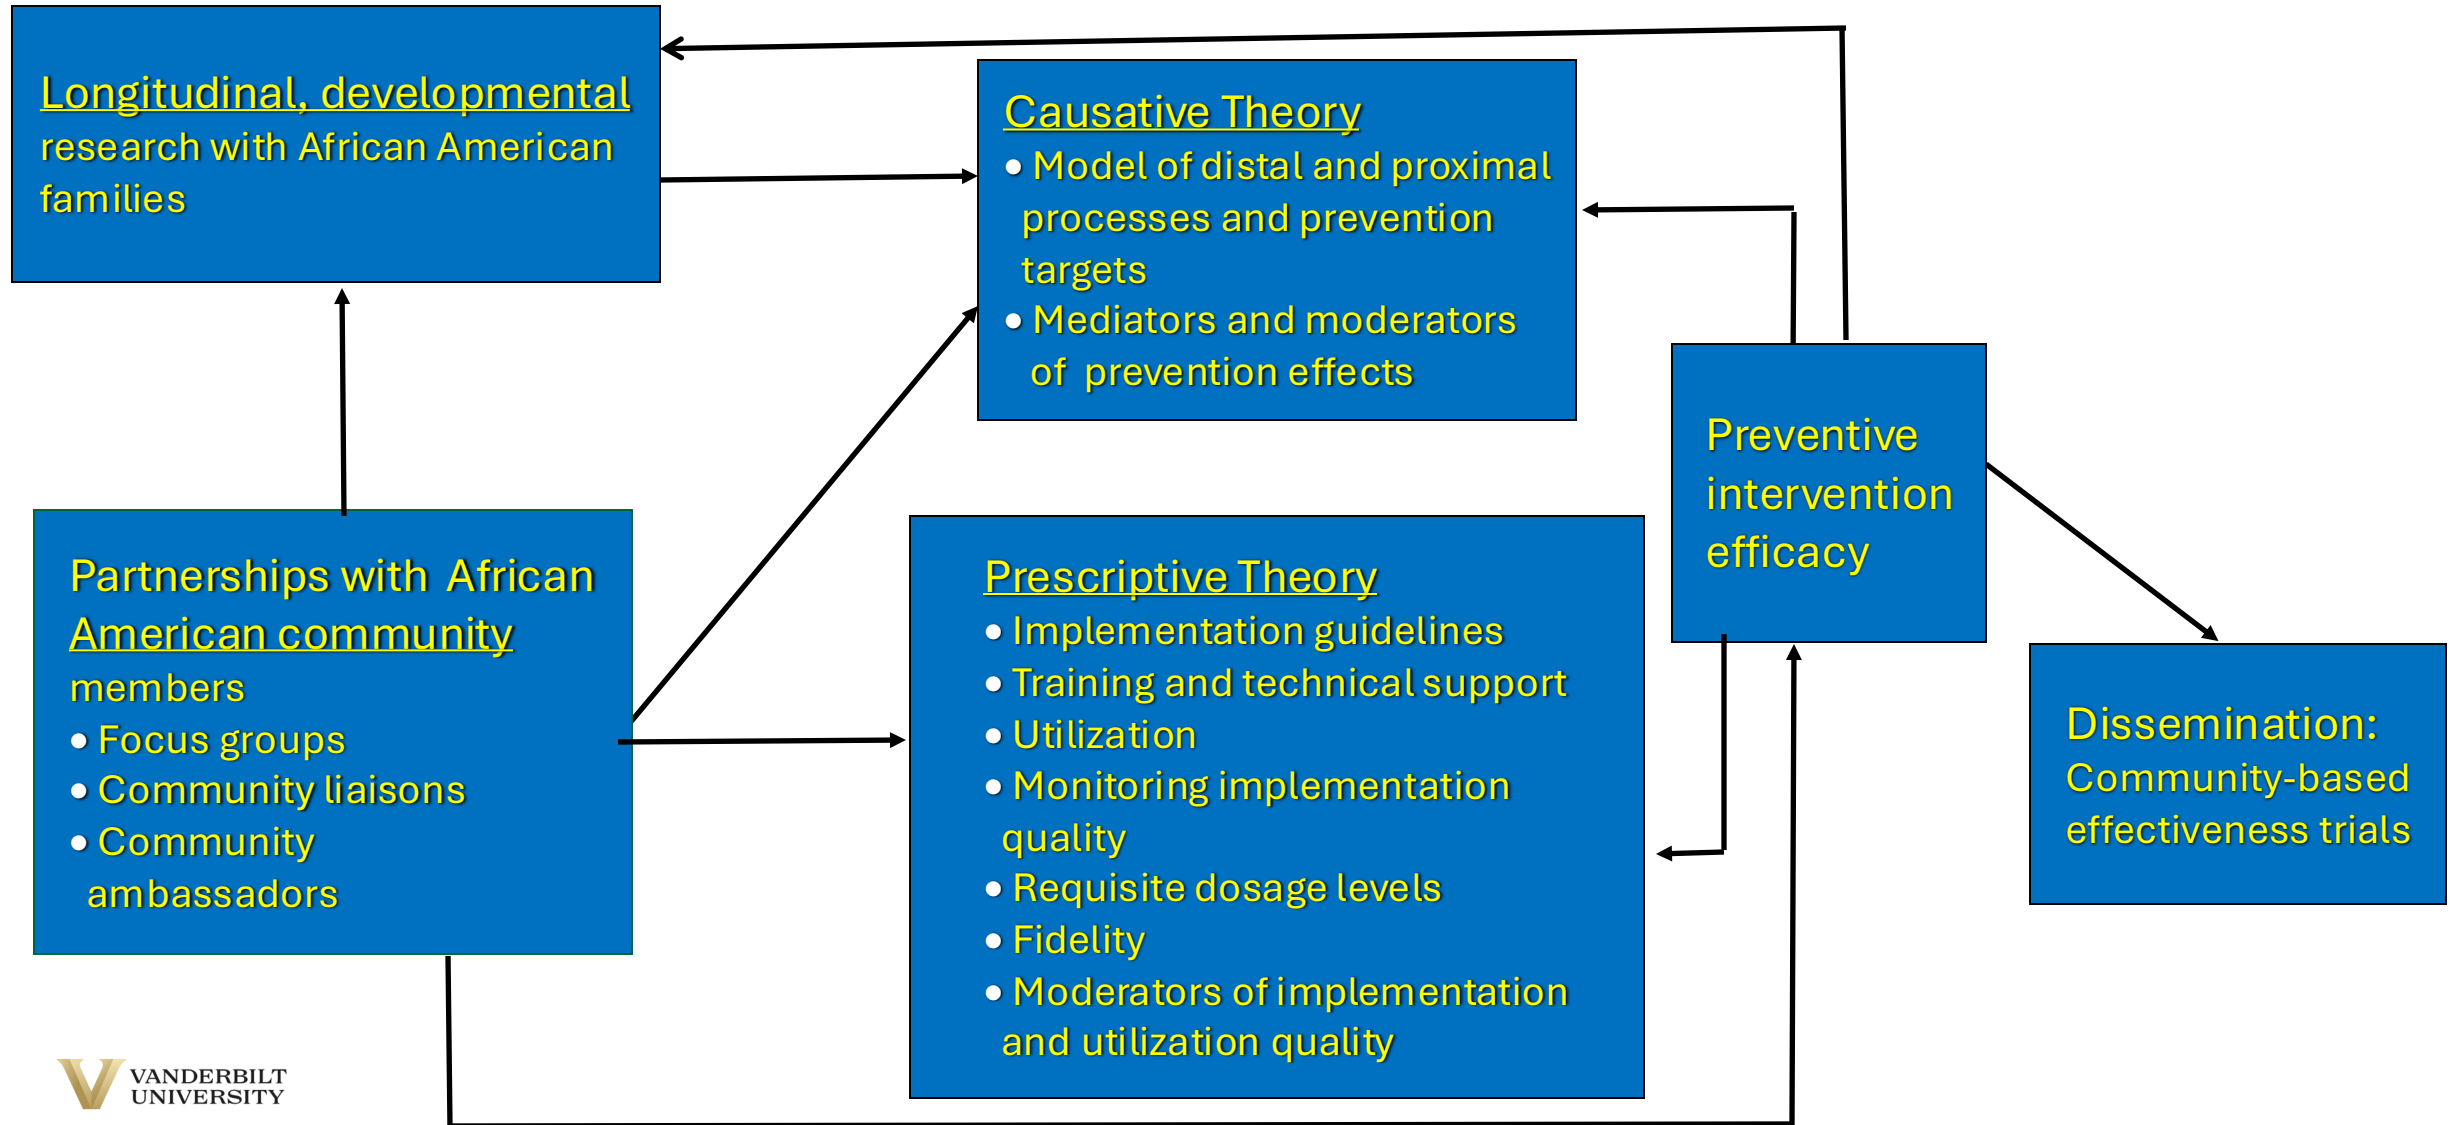 Longitudinal, developmental
research with African American
families
Causative Theory
• Model of distal and proximal
processes and prevention
targets
• Mediators and moderators
of prevention effects
Preventive
intervention
efficacy
Partnerships with African
American community
members
• Focus groups
• Community liaisons
• Community
ambassadors
Prescriptive Theory
• Implementation guidelines
• Training and technical support
• Utilization
• Monitoring implementation
quality
• Requisite dosage levels
• Fidelity
• Moderators of implementation
and utilization quality
Dissemination:
Community-based
effectiveness trials
VANDERBILT
UNIVERSITY